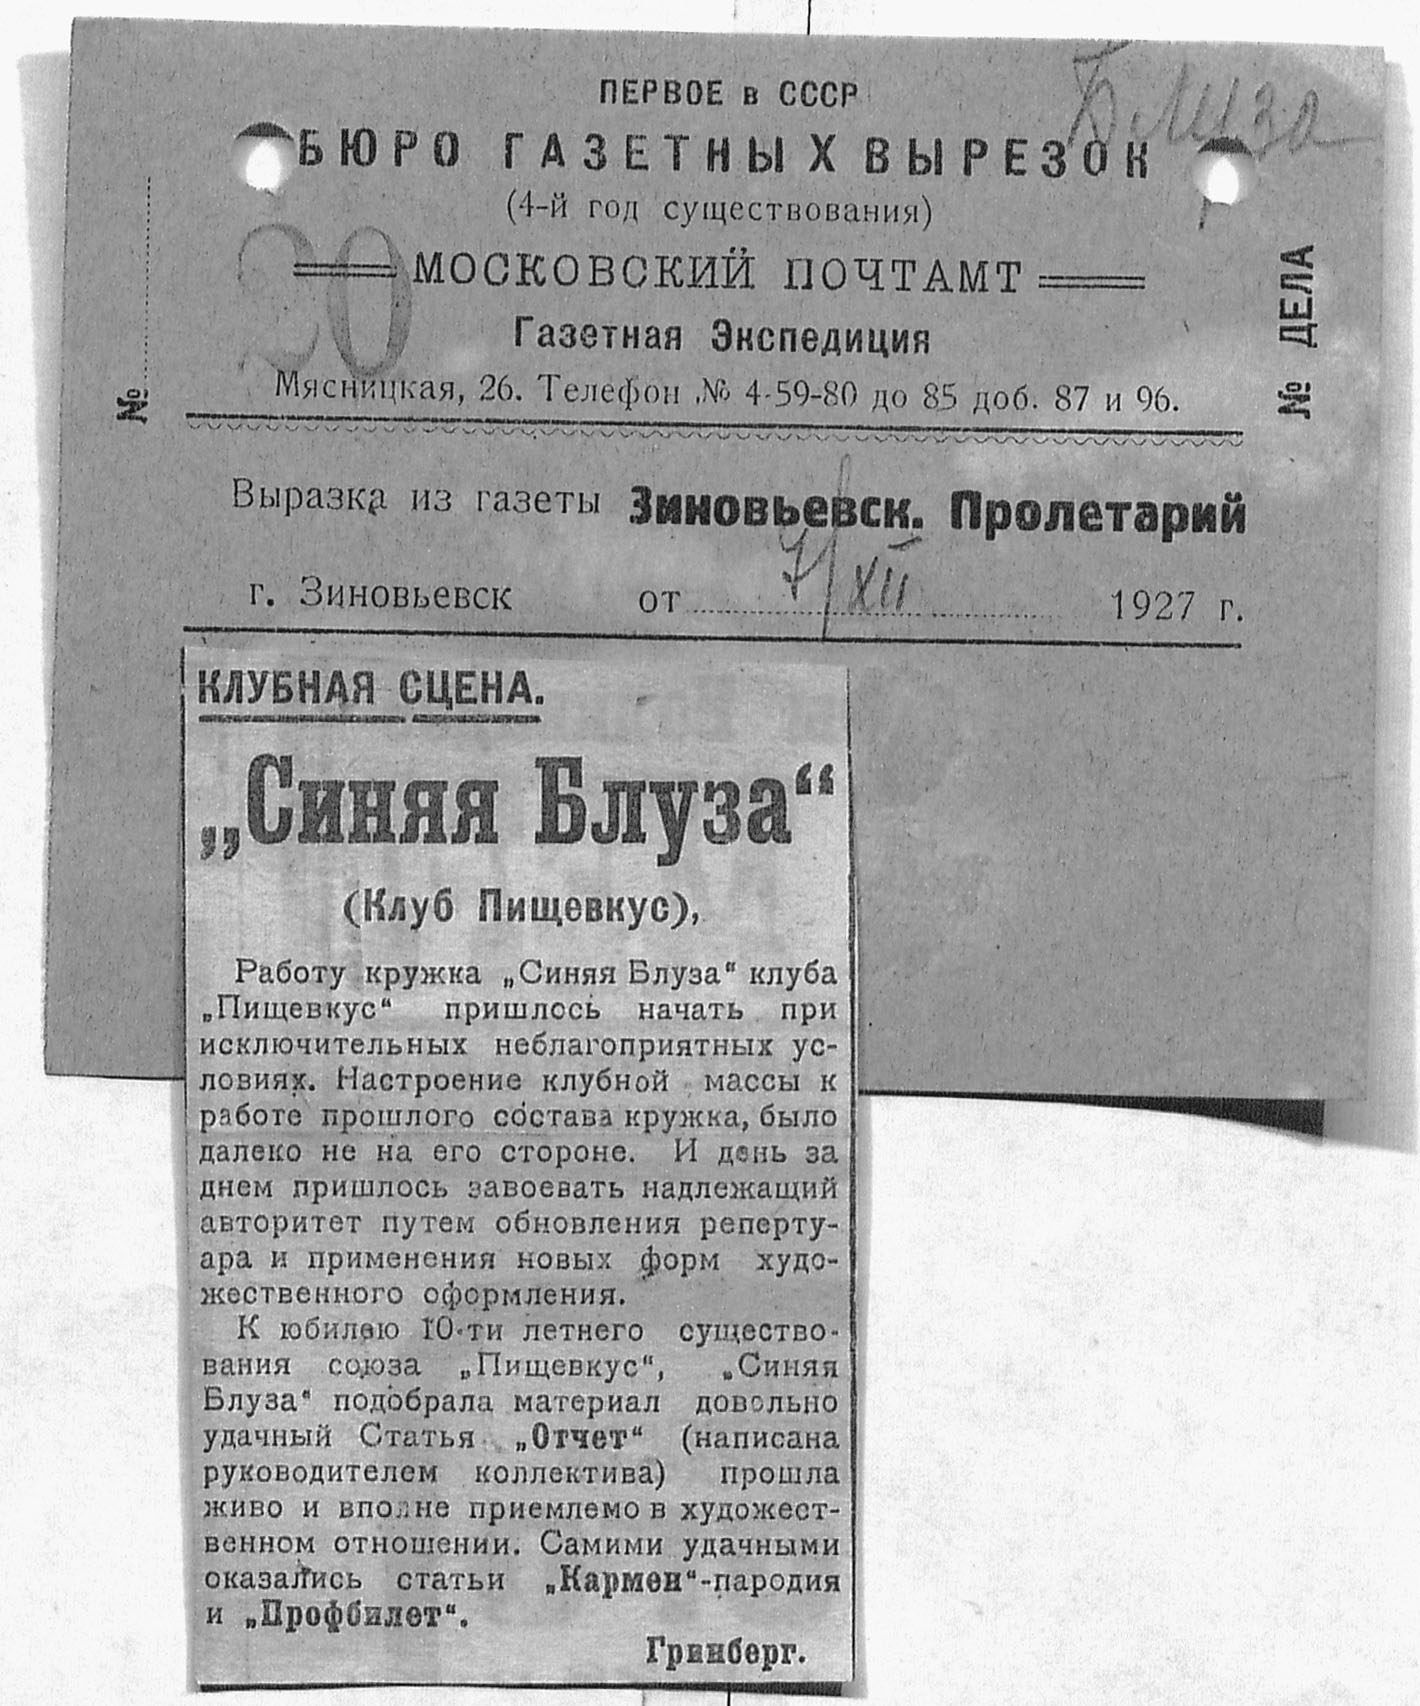 Блуза
ПЕРВОЕ в СССР
БЮРО ГАЗЕТНЫХ ВЫРЕЗОК
(4-й год существования)
20
МОСКОВСКИЙ ПОЧТАМТ
Газетная Экспедиция
Мясницкая, 26. Телефон № 4-59-80 до 85 доб. 87 и 96.
№
№ ДЕЛА
Выразка из газеты Зиновьевск. Пролетарий
г. Зиновьевск от 7/XII 1927 г.
КЛУБНАЯ СЦЕНА.
„Синяя Блуза“
(Клуб Пищевкус),
Работу кружка „Синяя Блуза“ клуба
„Пищевкус“ пришлось начать при
исключительных неблагоприятных ус-
ловиях. Настроение клубной массы к
работе прошлого состава кружка, было
далеко не на его стороне. И день за
днем пришлось завоевать надлежащий
авторитет путем обновления реперту-
ара и применения новых форм худо-
жественного оформления.
К юбилею 10-ти летнего существо-
вания союза „Пищевкус“, „Синяя
Блуза“ подобрала материал довольно
удачный Статья „Отчет“ (написана
руководителем коллектива) прошла
живо и вполне приемлемо в художест-
венном отношении. Самими удачными
оказались статьи „Кармен“-пародия
и „Профбилет“.
Гринберг.